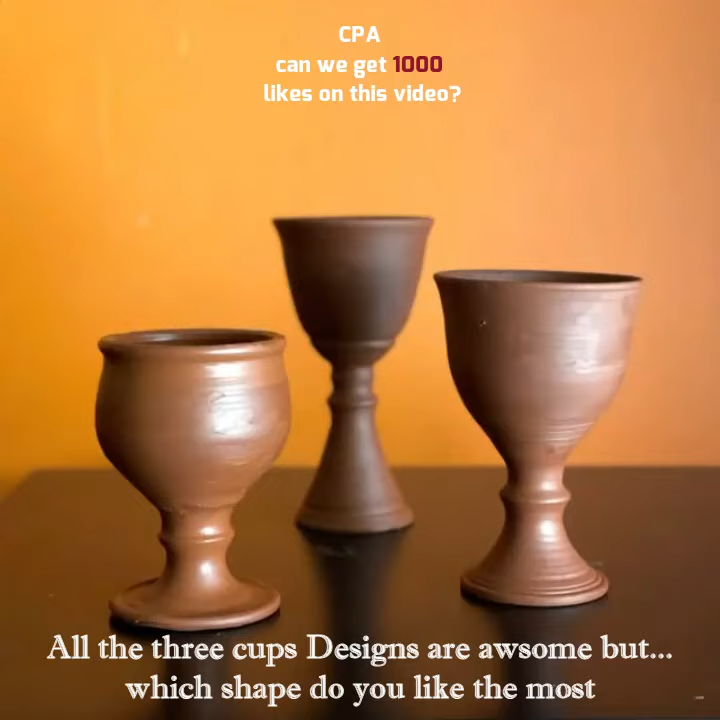 CPA
can we get 1000
likes on this video?
All the three cups Designs are awsome but...
which shape do you like the most